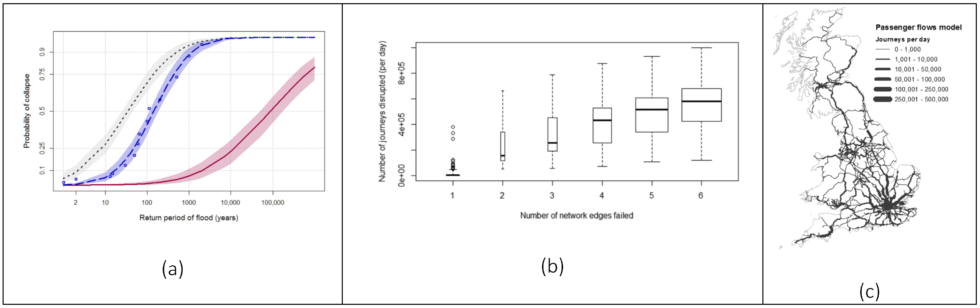 0.9
0.75
0.5
0.25
0.1
Probability of collapse
2
10
100
1000
10,000
100,000
Return period of flood (years)
(a)
Number of journeys disrupted (per day)
8e+05
4e+05
0e+00
1
2
3
4
5
6
Number of network edges failed
(b)
Passenger flows model
Journeys per day
0 - 1,000
1,001 - 10,000
10,001 - 50,000
50,001 - 100,000
100,001 - 250,000
250,001 - 500,000
(c)